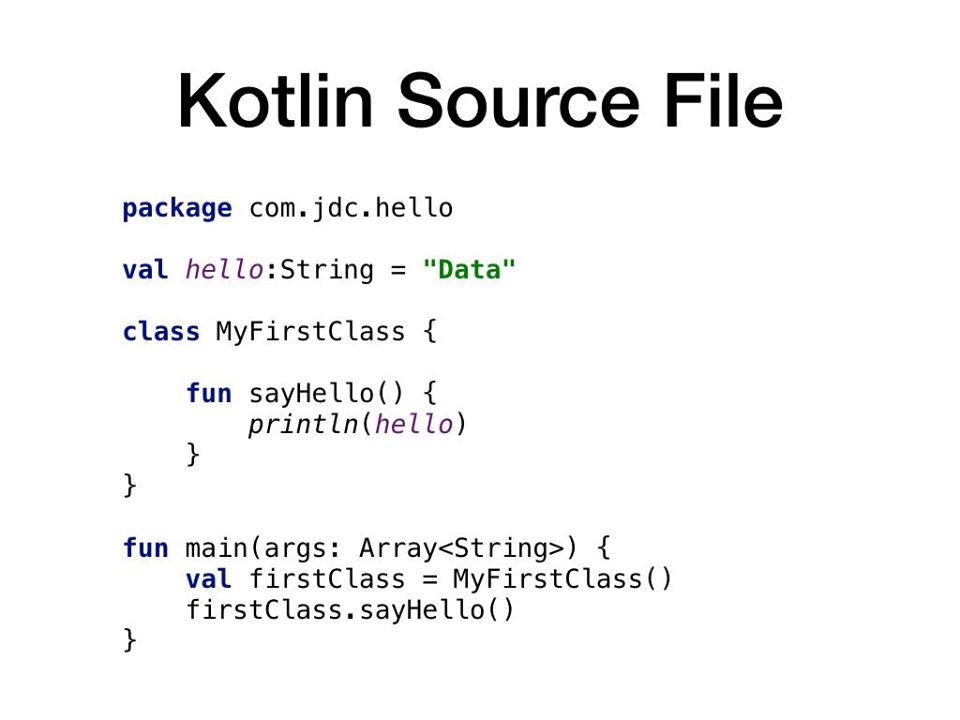 Kotlin Source File
package com.jdc.hello
val hello:String = "Data"
class MyFirstClass {
    fun sayHello() {
        println(hello)
    }
}
fun main(args: Array<String>) {
    val firstClass = MyFirstClass()
    firstClass.sayHello()
}